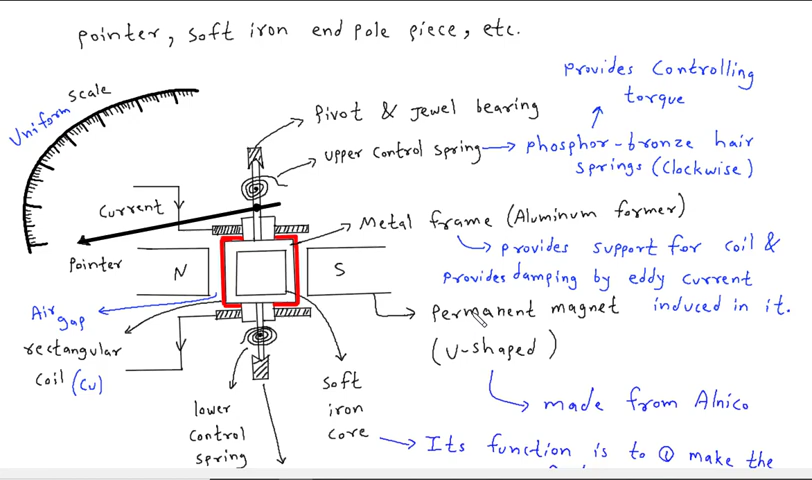 pointer, soft iron end pole piece, etc.
Uniform scale
Pivot & Jewel bearing
upper control spring
phosphor-bronze hair
springs (clockwise)
provides controlling
torque
Current
Pointer
Metal frame (Aluminum former)
provides support for coil &
provides damping by eddy current
induced in it.
N
S
Air
gap
permanent magnet
(U-shaped)
made from Alnico
rectangular
coil (Cu)
lower
control
spring
soft
iron
core
Its function is to ① make the